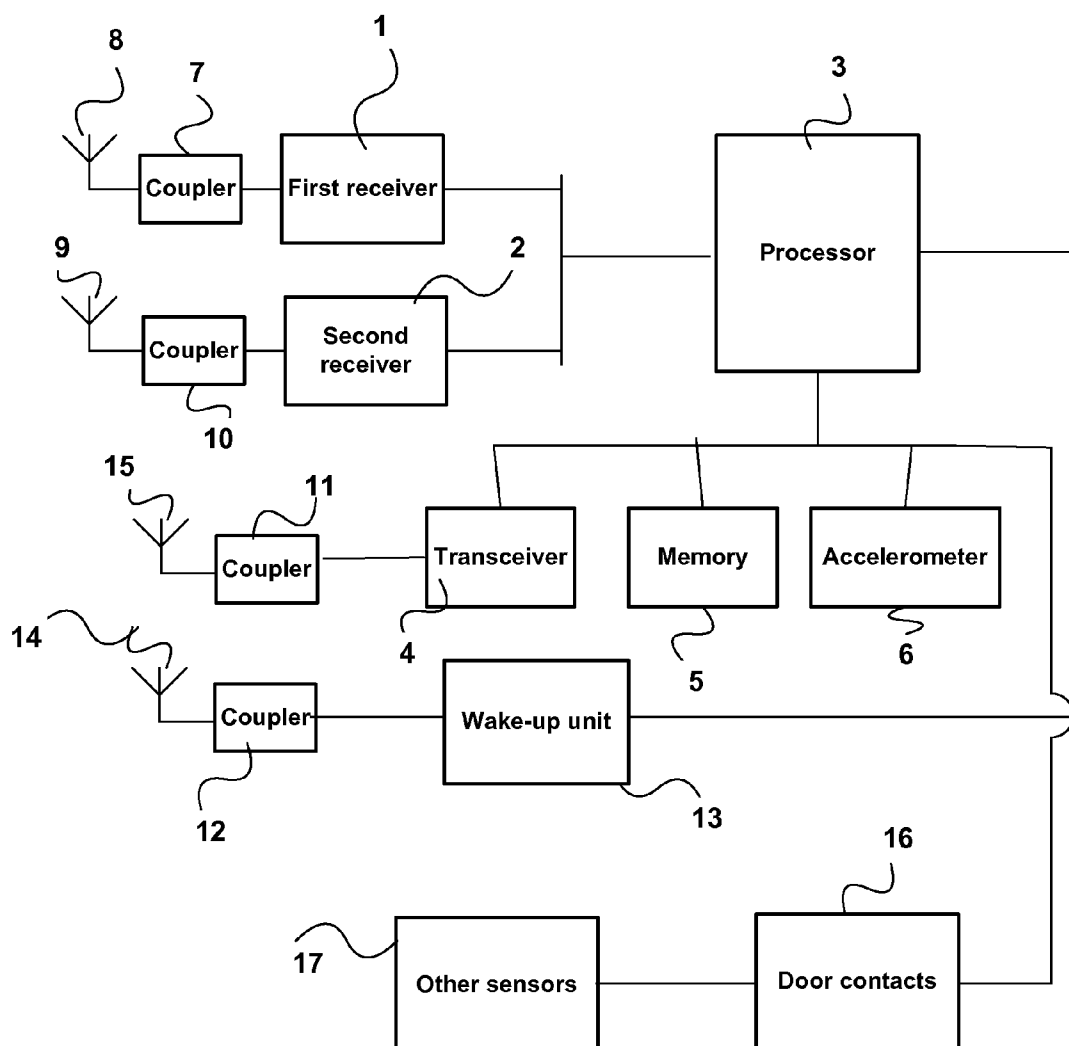 1
8
7
3
Coupler
First receiver
9
2
Processor
Coupler
Second
receiver
10
15
11
Coupler
Transceiver
Memory
Accelerometer
14
4
5
6
Coupler
Wake-up unit
12
13
16
17
Other sensors
Door contacts